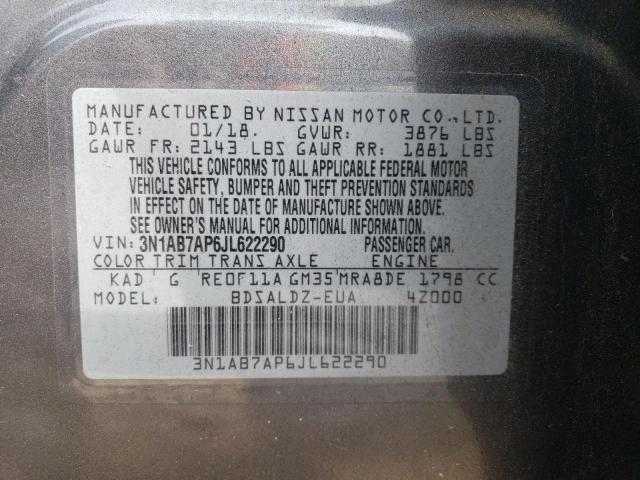 MANUFACTURED BY NISSAN MOTOR CO.,LTD.
DATE: 01/18. GVWR: 3876 LBS
GAWR FR: 2143 LBS GAWR RR: 1881 LBS
THIS VEHICLE CONFORMS TO ALL APPLICABLE FEDERAL MOTOR
VEHICLE SAFETY, BUMPER AND THEFT PREVENTION STANDARDS
IN EFFECT ON THE DATE OF MANUFACTURE SHOWN ABOVE.
SEE OWNER'S MANUAL FOR ADDITIONAL INFORMATION.
VIN: 3N1AB7AP6JL622290 PASSENGER CAR.
COLOR TRIM TRANS AXLE ENGINE
KAD G RE0F11A GM35 MRA8DE 1798 CC
MODEL: BDSALDZ-EUA 4Z000
3N1AB7AP6JL622290